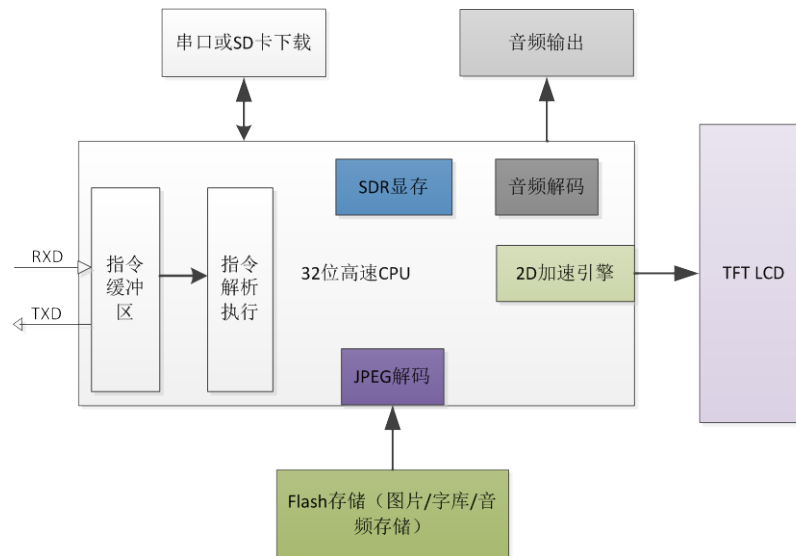 串口或SD卡下载
音频输出
SDR显存
音频解码
RXD
TXD
指令
缓冲
区
指令
解析
执行
32位高速CPU
2D加速引擎
TFT LCD
JPEG解码
Flash存储（图片/字库/音
频存储）